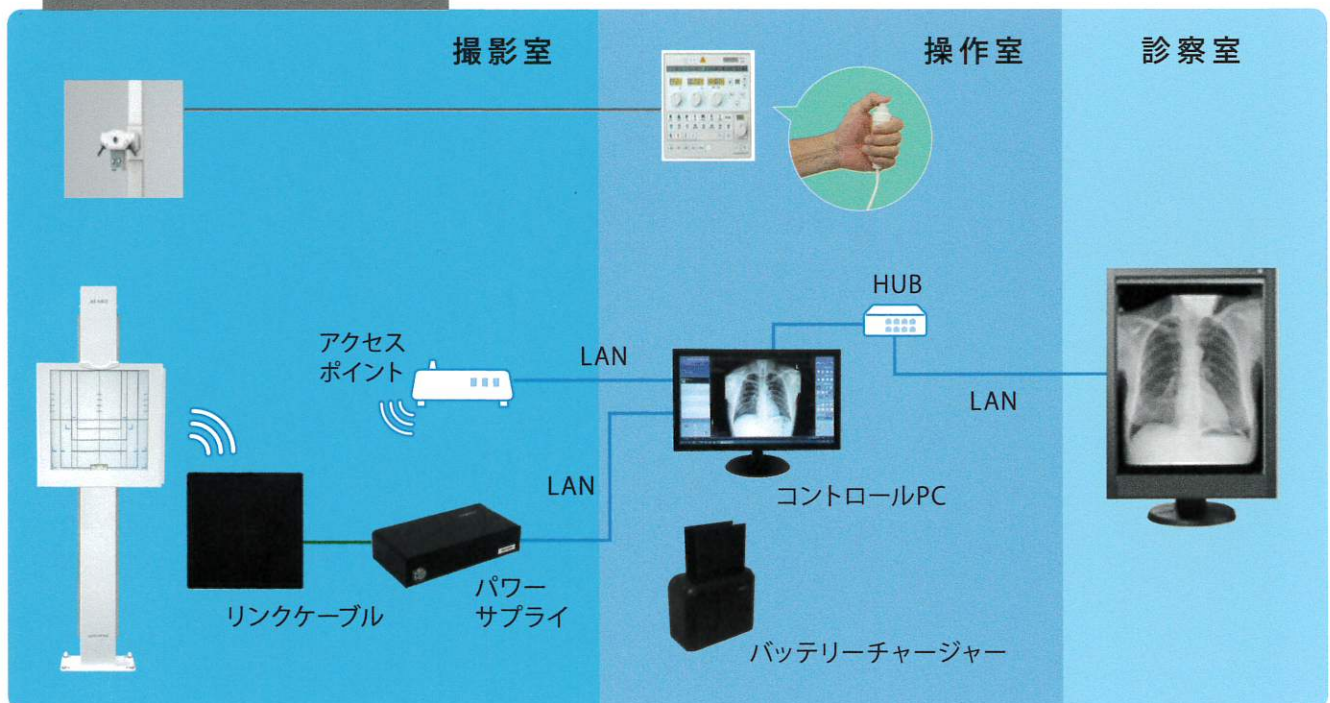 撮影室
操作室
診察室
HUB
アクセス
ポイント
LAN
LAN
LAN
コントロールPC
リンクケーブル
パワー
サプライ
バッテリーチャージャー